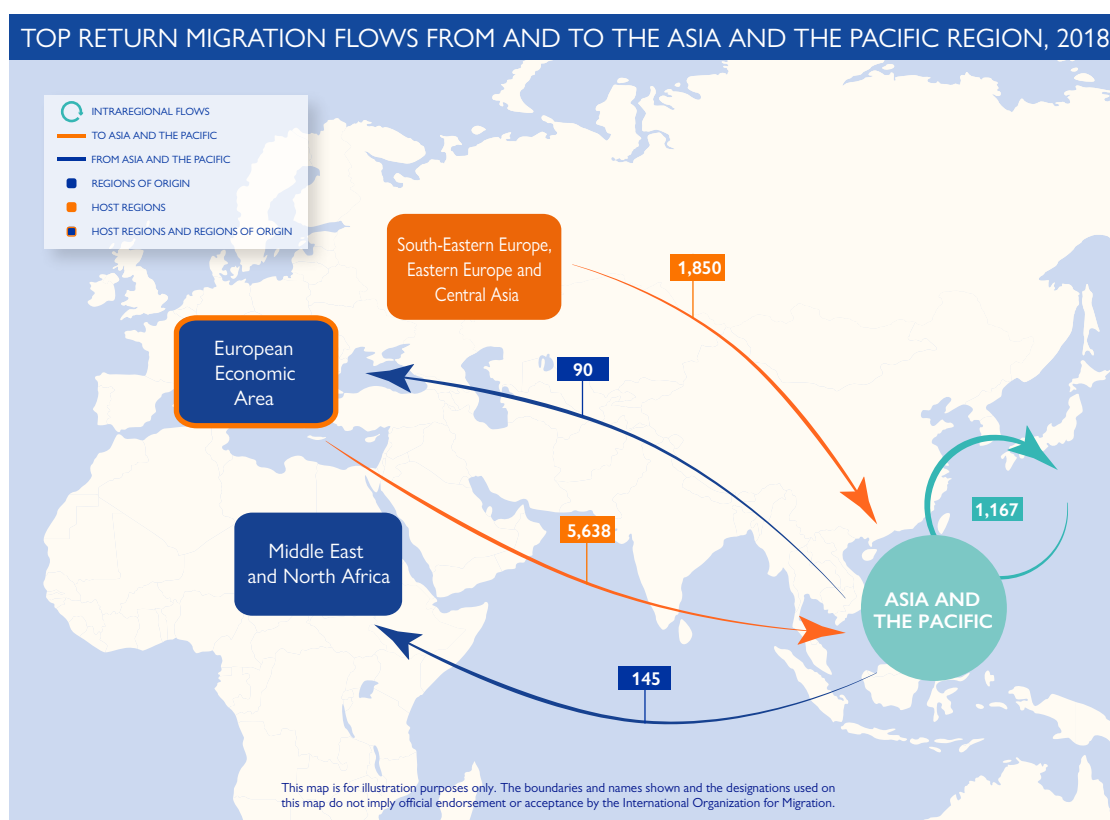 TOP RETURN MIGRATION FLOWS FROM AND TO THE ASIA AND THE PACIFIC REGION, 2018
INTRAREGIONAL FLOWS
TO ASIA AND THE PACIFIC
FROM ASIA AND THE PACIFIC
REGIONS OF ORIGIN
HOST REGIONS
HOST REGIONS AND REGIONS OF ORIGIN
South-Eastern Europe,
Eastern Europe and
Central Asia
1,850
European
Economic
Area
90
1,167
5,638
Middle East
and North Africa
ASIA AND
THE PACIFIC
145
This map is for illustration purposes only. The boundaries and names shown and the designations used on
this map do not imply official endorsement or acceptance by the International Organization for Migration.